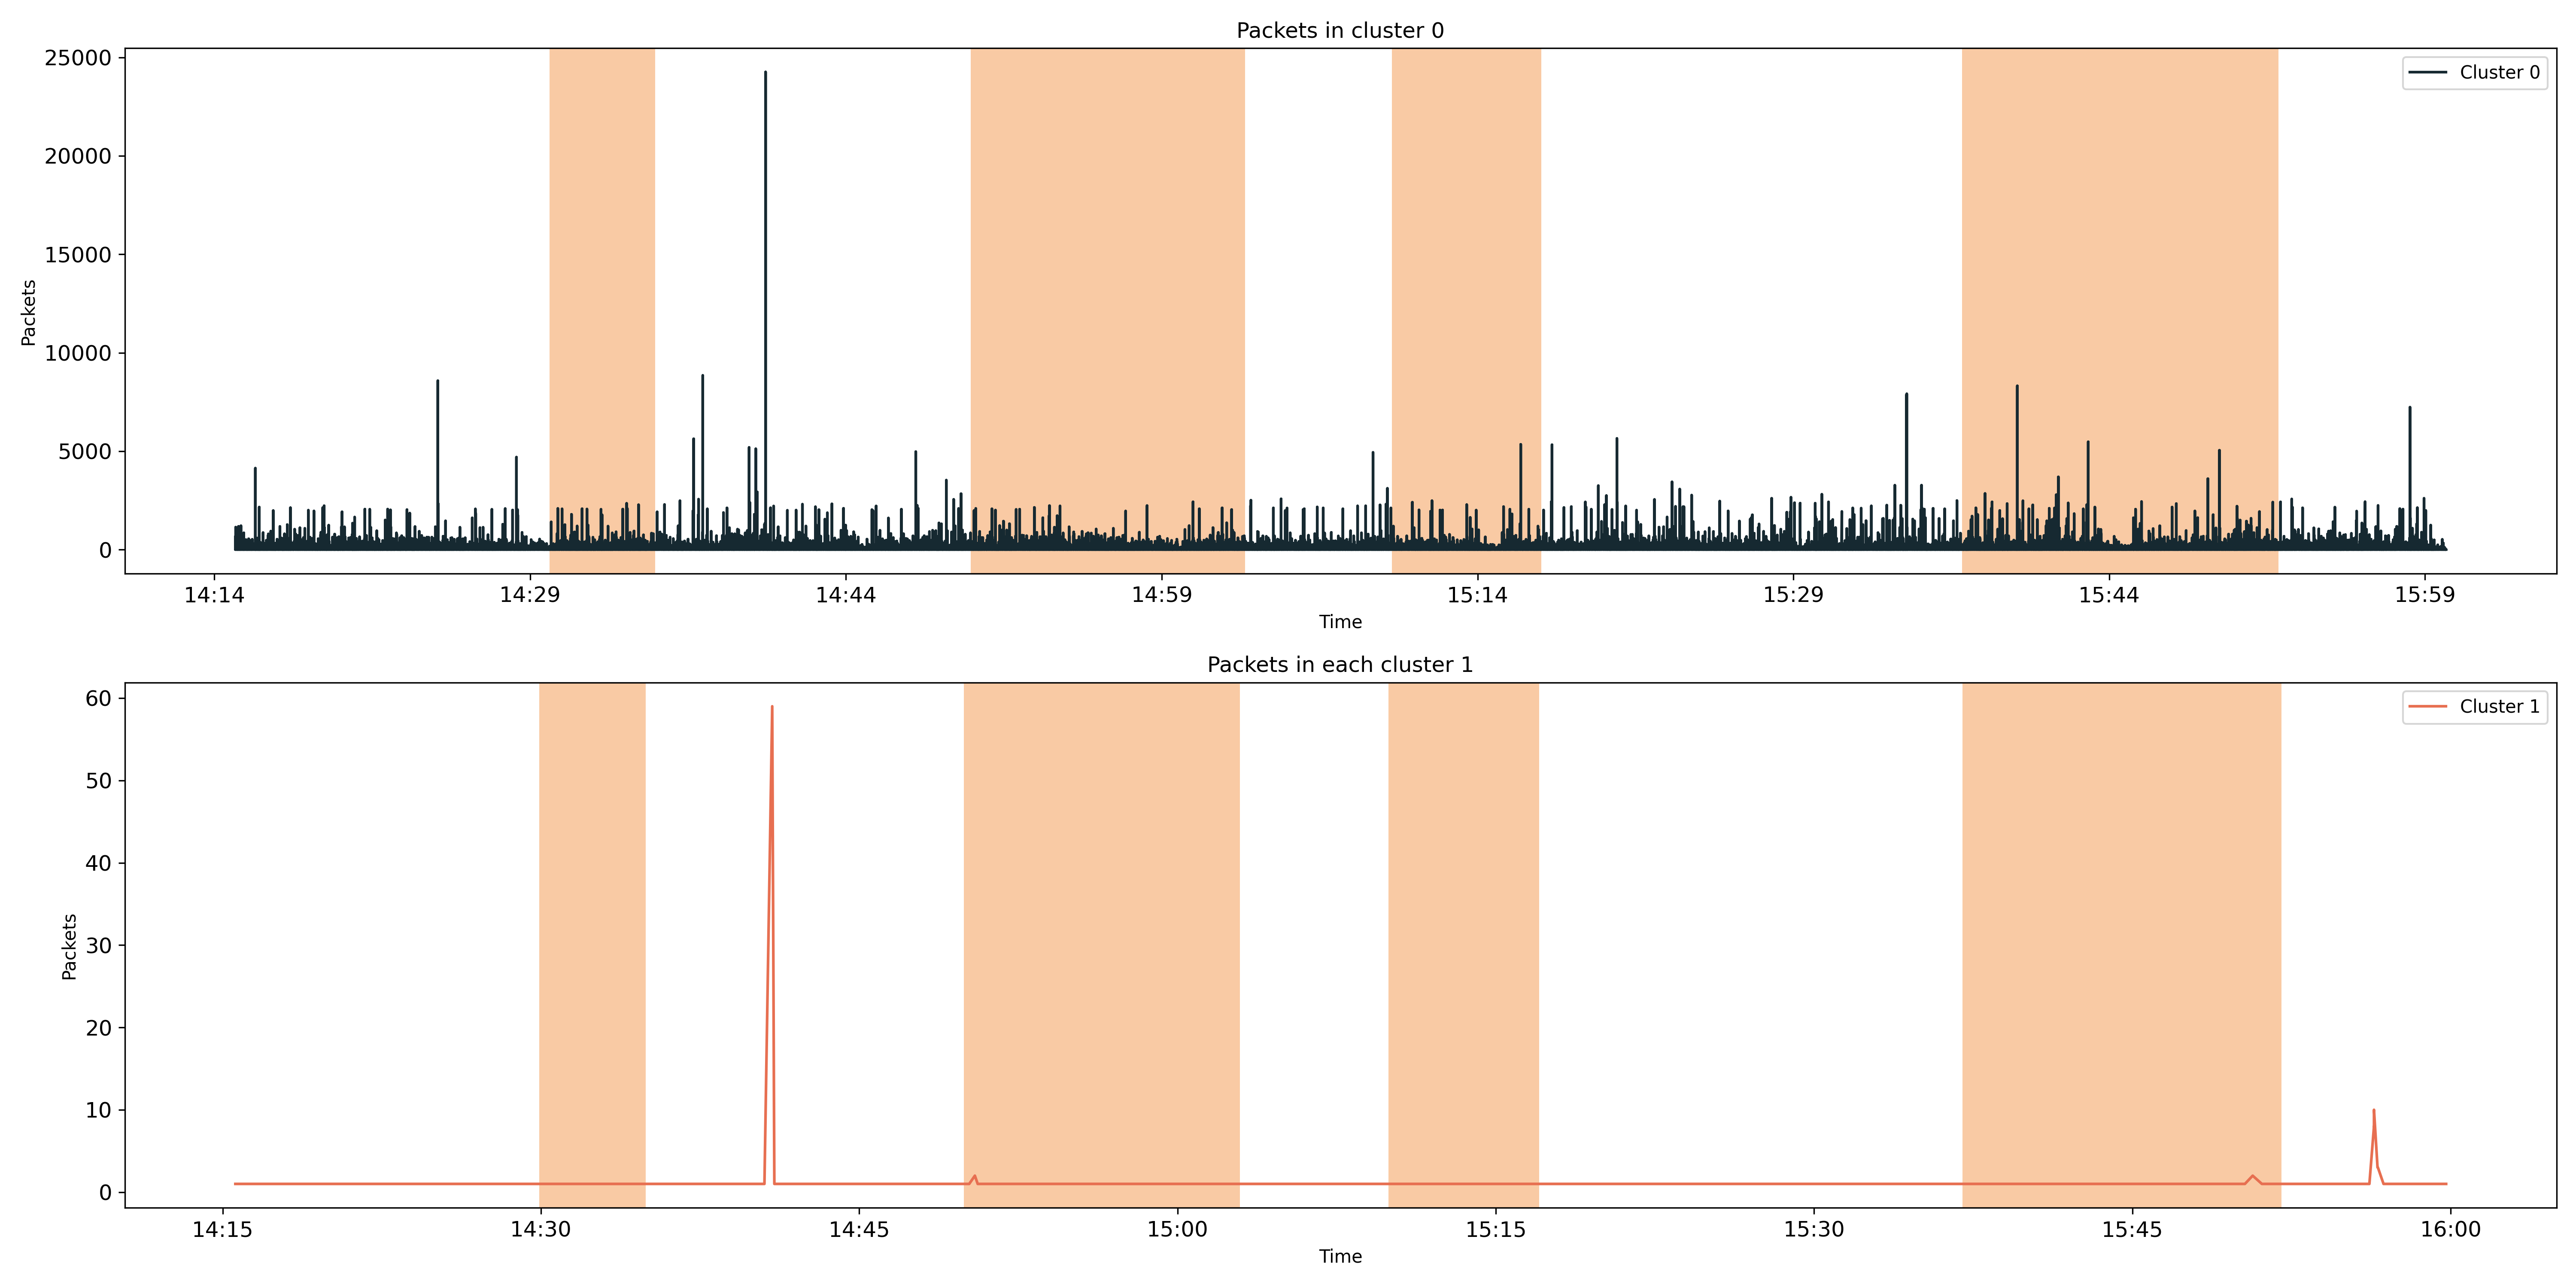 Packets in cluster 0
25000
20000
15000
10000
5000
0
Packets
Cluster 0
14:14 14:29 14:44 14:59 15:14 15:29 15:44 15:59
Time
Packets in each cluster 1
60
50
40
30
20
10
0
Packets
Cluster 1
14:15 14:30 14:45 15:00 15:15 15:30 15:45 16:00
Time